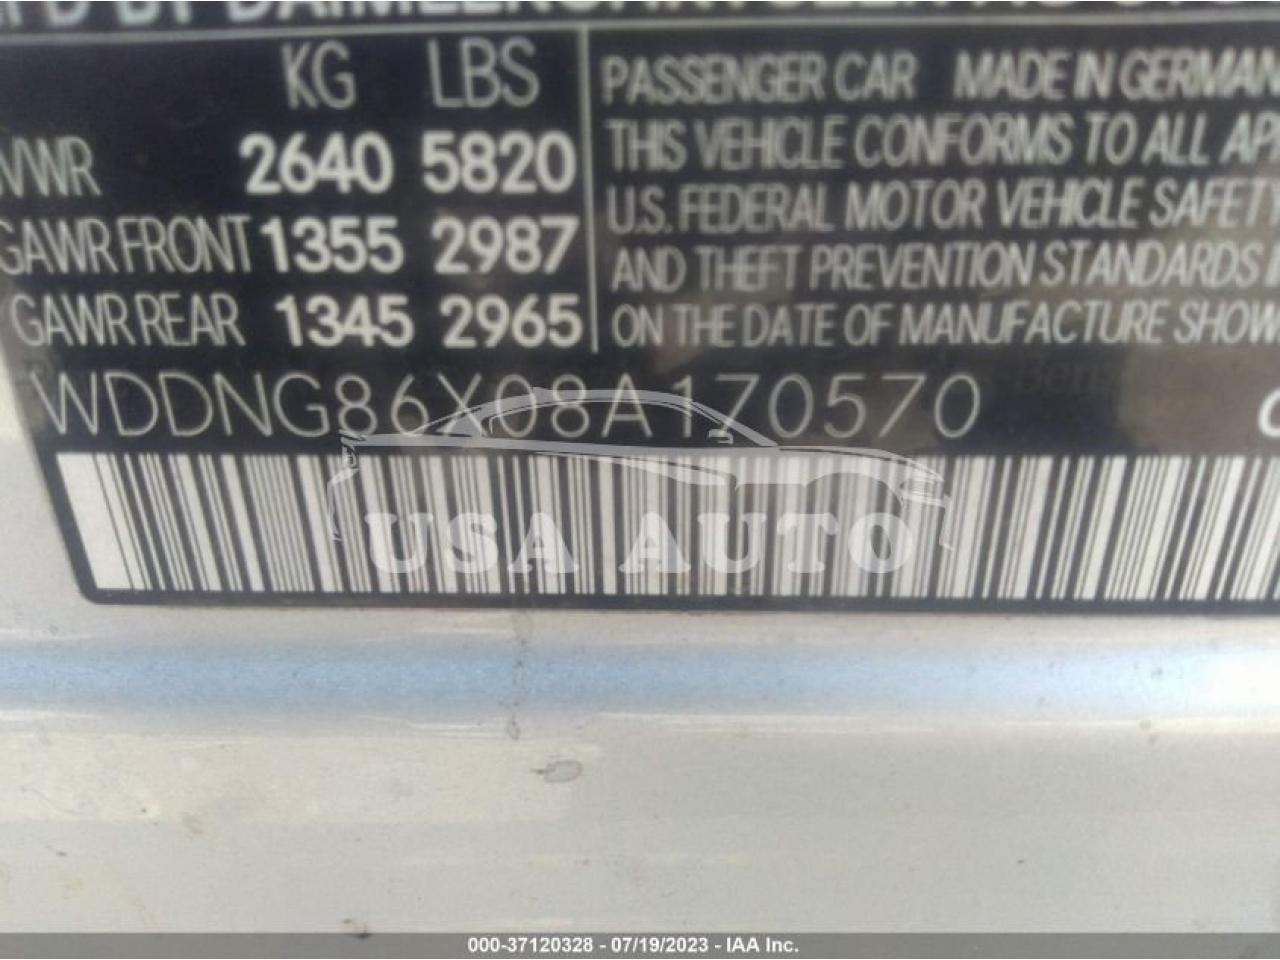 KG LBS
2640 5820
GAWR FRONT 1355 2987
GAWR REAR 1345 2965
PASSENGER CAR MADE IN GERMAN
THIS VEHICLE CONFORMS TO ALL APP
U.S. FEDERAL MOTOR VEHICLE SAFETY
AND THEFT PREVENTION STANDARDS I
ON THE DATE OF MANUFACTURE SHOW
WDDNG86X08A170570
USA AUTO
000-37120328 - 07/19/2023 - IAA Inc.